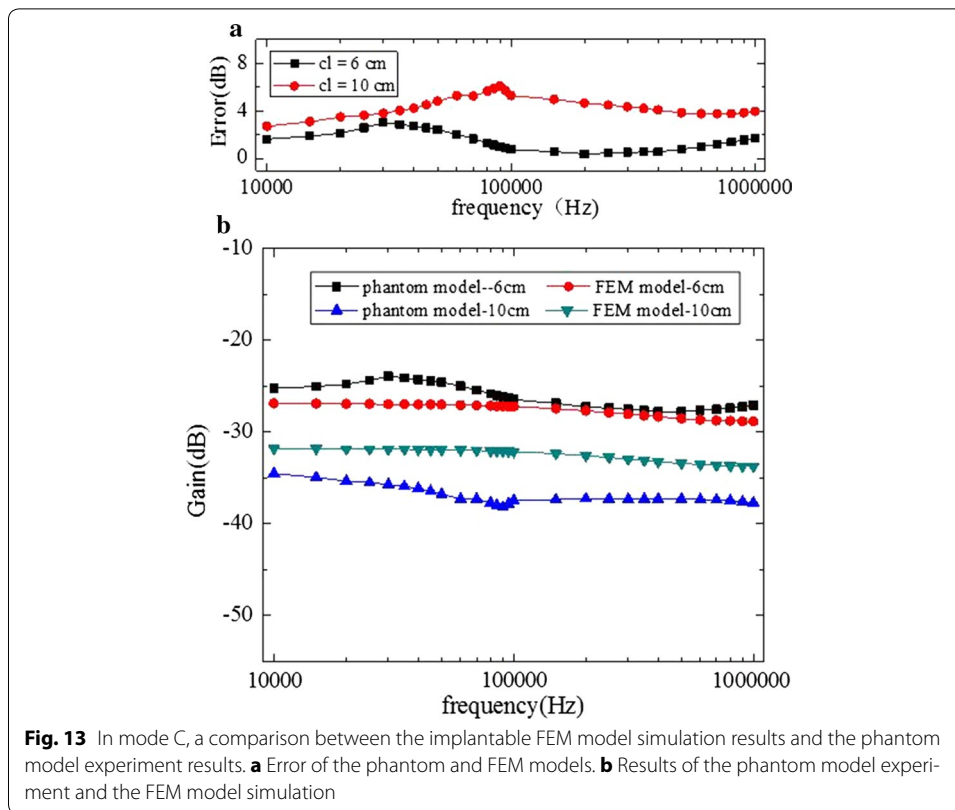 a
Error(dB)
8
4
0
cl = 6 cm
cl = 10 cm
10000 100000 1000000
frequency （Hz)
b
Gain(dB)
-10
-20
-30
-40
-50
phantom model--6cm FEM model-6cm
phantom model-10cm FEM model-10cm
10000 100000 1000000
frequency(Hz)
Fig. 13 In mode C, a comparison between the implantable FEM model simulation results and the phantom
model experiment results. a Error of the phantom and FEM models. b Results of the phantom model experi-
ment and the FEM model simulation